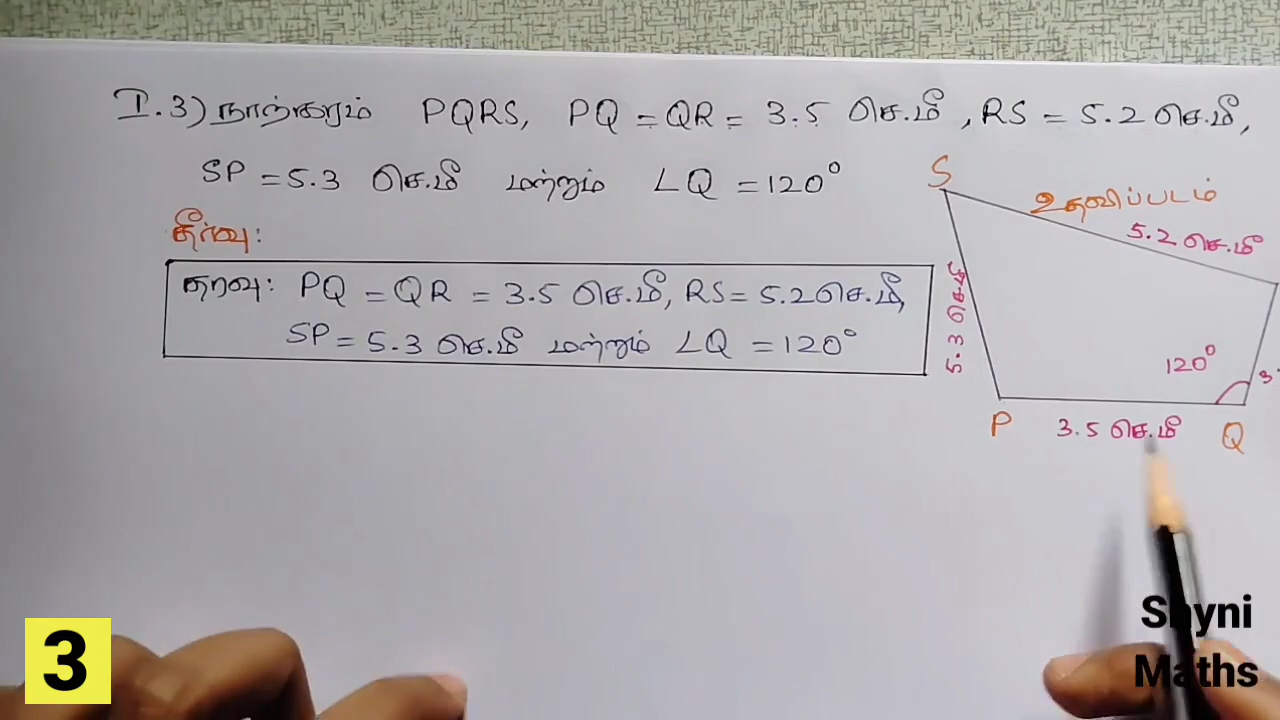 I.3) நாற்கரம் PQRS, PQ = QR = 3.5 செ.மீ, RS = 5.2 செ.மீ,
SP = 5.3 செ.மீ மற்றும் ∠Q = 120°
தீர்வு:
தரவு: PQ = QR = 3.5 செ.மீ, RS = 5.2 செ.மீ,
SP = 5.3 செ.மீ மற்றும் ∠Q = 120°
S
உதவிப்படம்
5.2 செ.மீ
5.3 செ.மீ
120°
3.
P 3.5 செ.மீ Q
Shyni
Maths
3